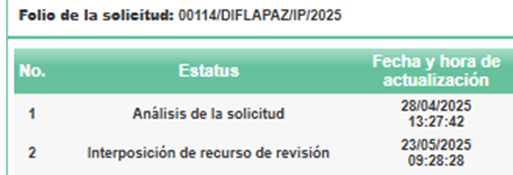 Folio de la solicitud: 00114/DIFLAPAZ/IP/2025
No. Estatus Fecha y hora de actualización
1 Análisis de la solicitud 28/04/2025 13:27:42
2 Interposición de recurso de revisión 23/05/2025 09:28:28